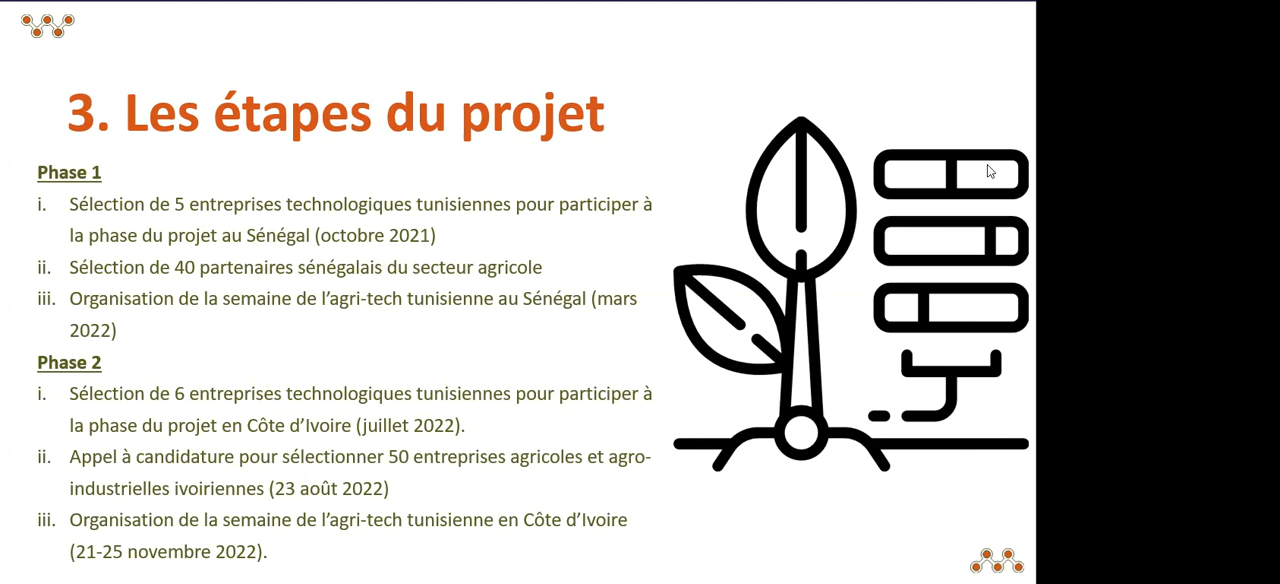 3. Les étapes du projet
Phase 1
i. Sélection de 5 entreprises technologiques tunisiennes pour participer à
la phase du projet au Sénégal (octobre 2021)
ii. Sélection de 40 partenaires sénégalais du secteur agricole
iii. Organisation de la semaine de l’agri-tech tunisienne au Sénégal (mars
2022)
Phase 2
i. Sélection de 6 entreprises technologiques tunisiennes pour participer à
la phase du projet en Côte d’Ivoire (juillet 2022).
ii. Appel à candidature pour sélectionner 50 entreprises agricoles et agro-
industrielles ivoiriennes (23 août 2022)
iii. Organisation de la semaine de l’agri-tech tunisienne en Côte d’Ivoire
(21-25 novembre 2022).